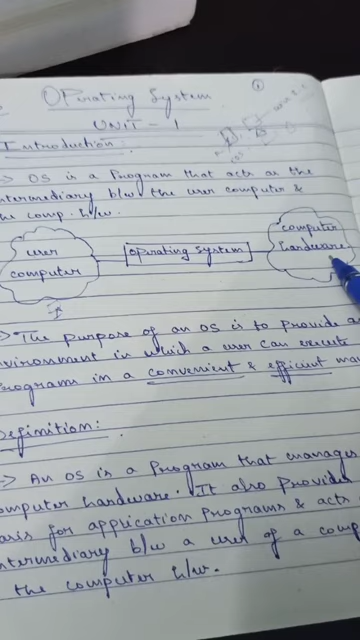 Operating System
UNIT - 1
Introduction:
-> OS is a Program that acts as the
intermediary b/w the user computer &
the comp. h/w.
user
computer
operating system
computer
hardware
-> The purpose of an OS is to provide an
environment in which a user can execute
Programs in a convenient & efficient
Definition:
-> An OS is a Program that manages
computer hardware. It also provides
basis for application Programs & acts
intermediary b/w a user of a comp
the computer h/w.